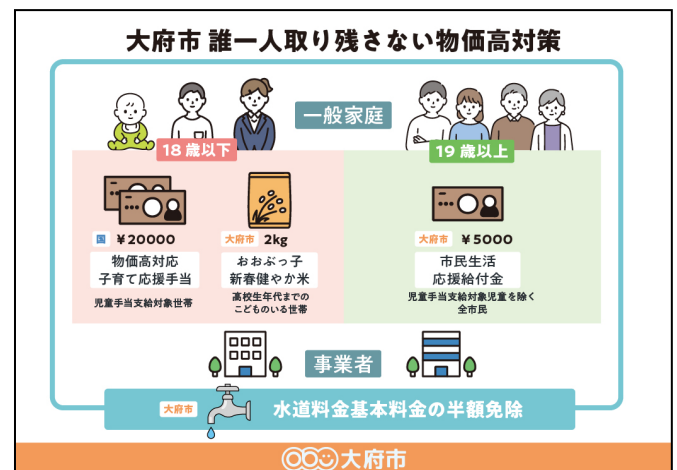 大府市 誰一人取り残さない物価高対策
一般家庭
18歳以下
19歳以上
国 ¥20000
物価高対応
子育て応援手当
児童手当支給対象世帯
大府市 2kg
おおぶっ子
新春健やか米
高校生年代までの
こどものいる世帯
大府市 ¥5000
市民生活
応援給付金
児童手当支給対象児童を除く
全市民
事業者
大府市 水道料金基本料金の半額免除
大府市